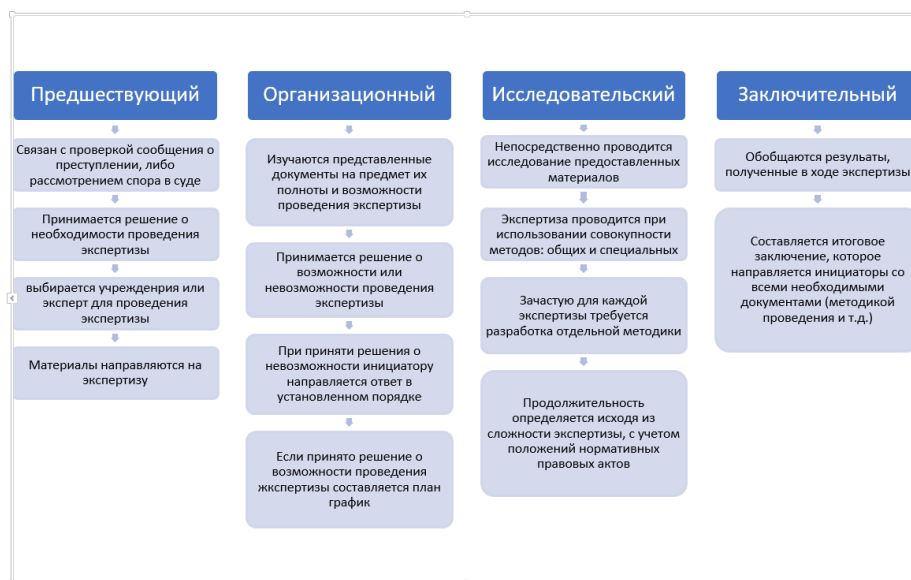 Предшествующий
Связан с проверкой сообщения о
преступлении, либо
рассмотрением спора в суде
Принимается решение о
необходимости проведения
экспертизы
выбирается учрежденрия или
эксперт для проведения
экспертизы
Материалы направляются на
экспертизу
Организационный
Изучаются представленные
документы на предмет их
полноты и возможности
проведения экспертизы
Принимается решение о
возможности или
невозможности проведения
экспертизы
При приняти решения о
невозможности инициатору
направляется ответ в
установленном порядке
Если принято решение о
возможности проведения
жкспертизы составляется план
график
Исследовательский
Непосредственно проводится
исследование предоставленных
материалов
Экспертиза проводится при
использовании совокупности
методов: общих и специальных
Зачастую для каждой
экспертизы требуется
разработка отдельной методики
Продолжительность
определяется исходя из
сложности экспертизы, с учетом
положений нормативных
правовых актов
Заключительный
Обобщаются резульаты,
полученные в ходе экспертизы
Составляется итоговое
заключение, которое
направляется инициаторы со
всеми необходимыми
документами (методикой
проведения и т.д.)